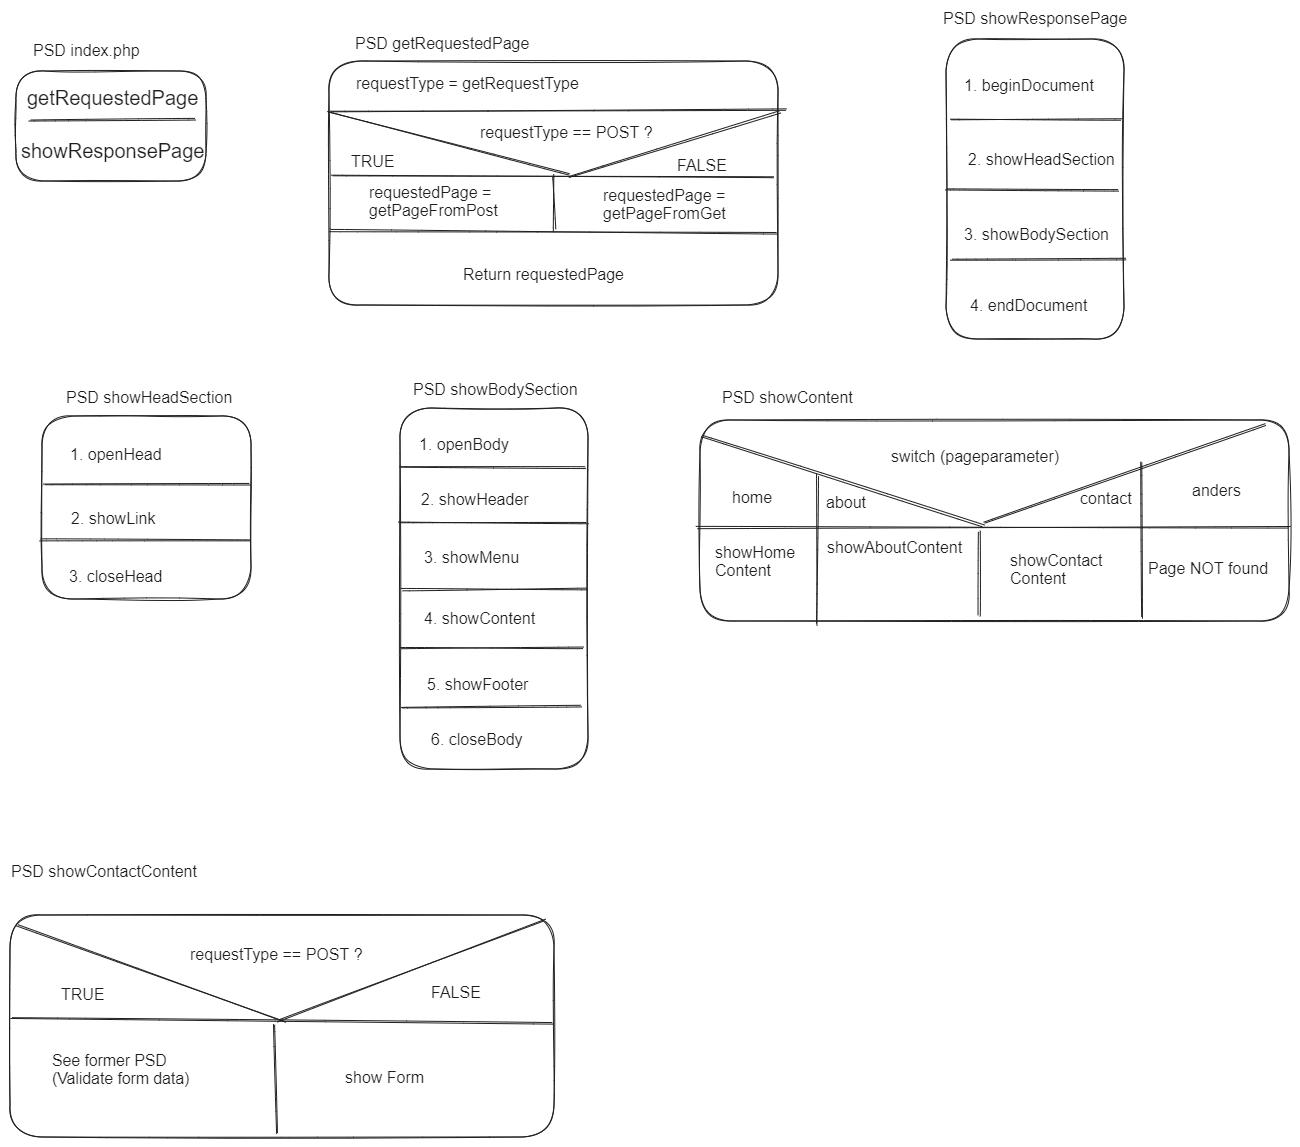 PSD index.php
getRequestedPage
showResponsePage
PSD getRequestedPage
requestType = getRequestType
requestType == POST ?
TRUE
FALSE
requestedPage =
getPageFromPost
requestedPage =
getPageFromGet
Return requestedPage
PSD showResponsePage
1. beginDocument
2. showHeadSection
3. showBodySection
4. endDocument
PSD showHeadSection
1. openHead
2. showLink
3. closeHead
PSD showBodySection
1. openBody
2. showHeader
3. showMenu
4. showContent
5. showFooter
6. closeBody
PSD showContent
switch (pageparameter)
home
about
contact
anders
showHome
Content
showAboutContent
showContact
Content
Page NOT found
PSD showContactContent
requestType == POST ?
TRUE
FALSE
See former PSD
(Validate form data)
show Form